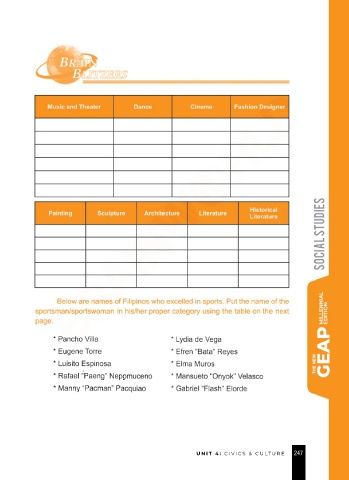 BRAIN
BLITZERS
Music and Theater Dance Cinema Fashion Designer
Painting Sculpture Architecture Literature Historical Literature
Below are names of Filipinos who excelled in sports. Put the name of the
sportsman/sportswoman in his/her proper category using the table on the next
page.
* Pancho Villa * Lydia de Vega
* Eugene Torre * Efren "Bata" Reyes
* Luisito Espinosa * Elma Muros
* Rafael "Paeng" Nepomuceno * Mansueto "Onyok" Velasco
* Manny "Pacman" Pacquiao * Gabriel "Flash" Elorde
SOCIAL STUDIES
THE NEW
GEAP
MILLENNIAL
EDITION
UNIT 4| CIVICS & CULTURE 247